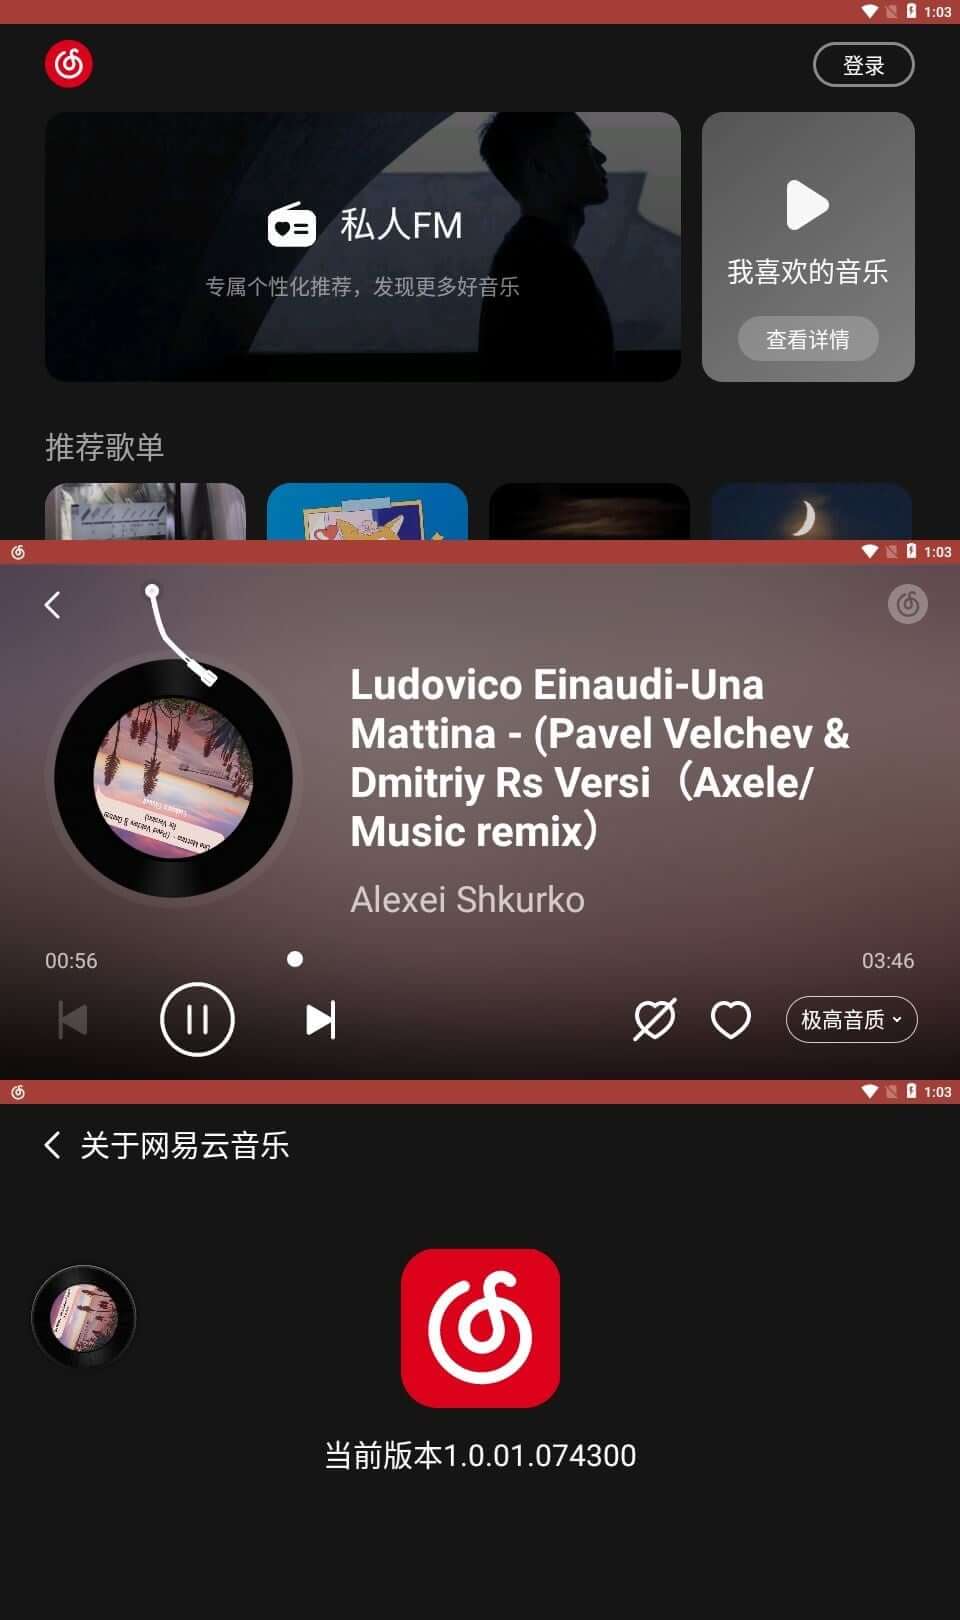 1:03
登录
私人FM
专属个性化推荐，发现更多好音乐
我喜欢的音乐
查看详情
推荐歌单
1:03
Ludovico Einaudi-Una
Mattina - (Pavel Velchev &
Dmitriy Rs Versi（Axele/
Music remix）
Alexei Shkurko
00:56
03:46
极高音质
1:03
关于网易云音乐
当前版本1.0.01.074300